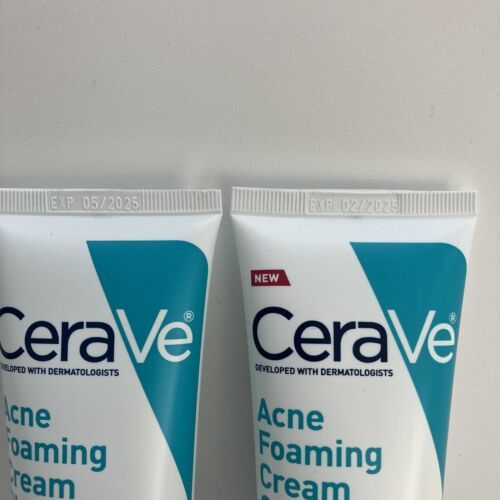 EXP 05/2025
CeraVe®
DEVELOPED WITH DERMATOLOGISTS
Acne
Foaming
Cream
EXP 02/2025
NEW
CeraVe®
DEVELOPED WITH DERMATOLOGISTS
Acne
Foaming
Cream